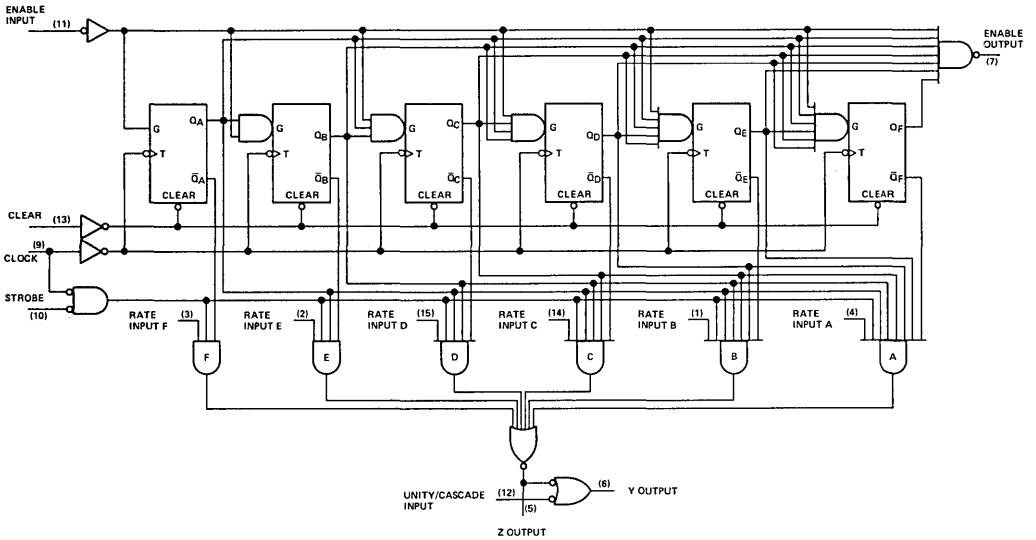 ENABLE
INPUT
(11)
ENABLE
OUTPUT
(7)
G
QA
T
Q̅A
CLEAR
G
QB
T
Q̅B
CLEAR
G
QC
T
Q̅C
CLEAR
G
QD
T
Q̅D
CLEAR
G
QE
T
Q̅E
CLEAR
G
QF
T
Q̅F
CLEAR
CLEAR
(13)
(9)
CLOCK
STROBE
(10)
RATE
INPUT F
(3)
RATE
INPUT E
(2)
RATE
INPUT D
(15)
RATE
INPUT C
(14)
RATE
INPUT B
(1)
RATE
INPUT A
(4)
F
E
D
C
B
A
UNITY/CASCADE
INPUT
(12)
(5)
(6)
Y OUTPUT
Z OUTPUT